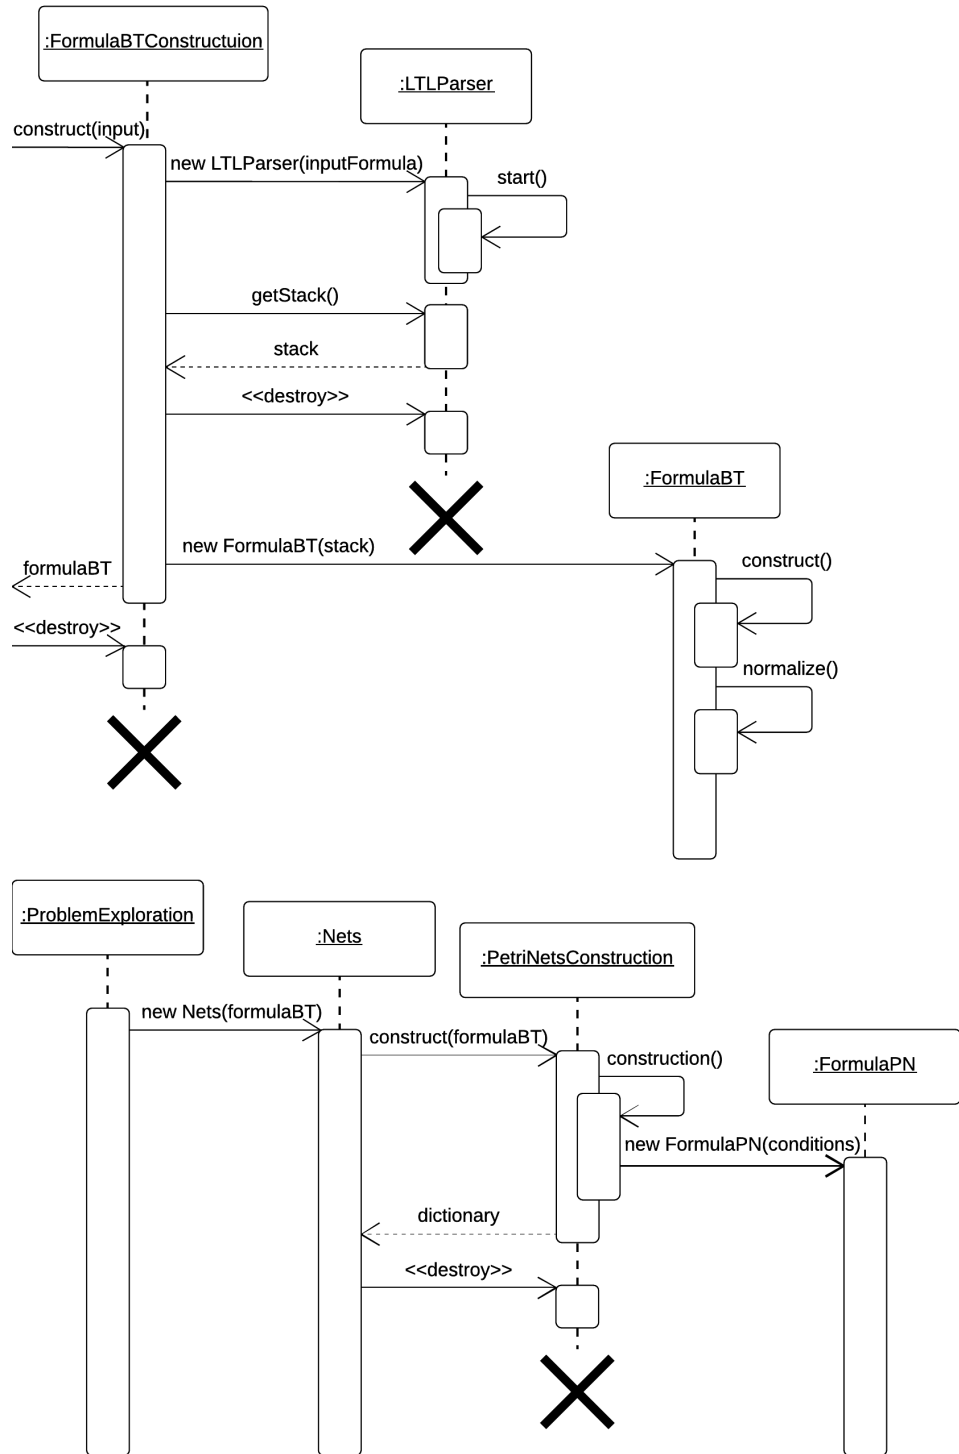 :FormulaBTConstructuion
:LTLParser
construct(input)
new LTLParser(inputFormula)
start()
getStack()
stack
<<destroy>>
:FormulaBT
new FormulaBT(stack)
construct()
formulaBT
<<destroy>>
normalize()
:ProblemExploration
:Nets
:PetriNetsConstruction
new Nets(formulaBT)
construct(formulaBT)
construction()
:FormulaPN
new FormulaPN(conditions)
dictionary
<<destroy>>